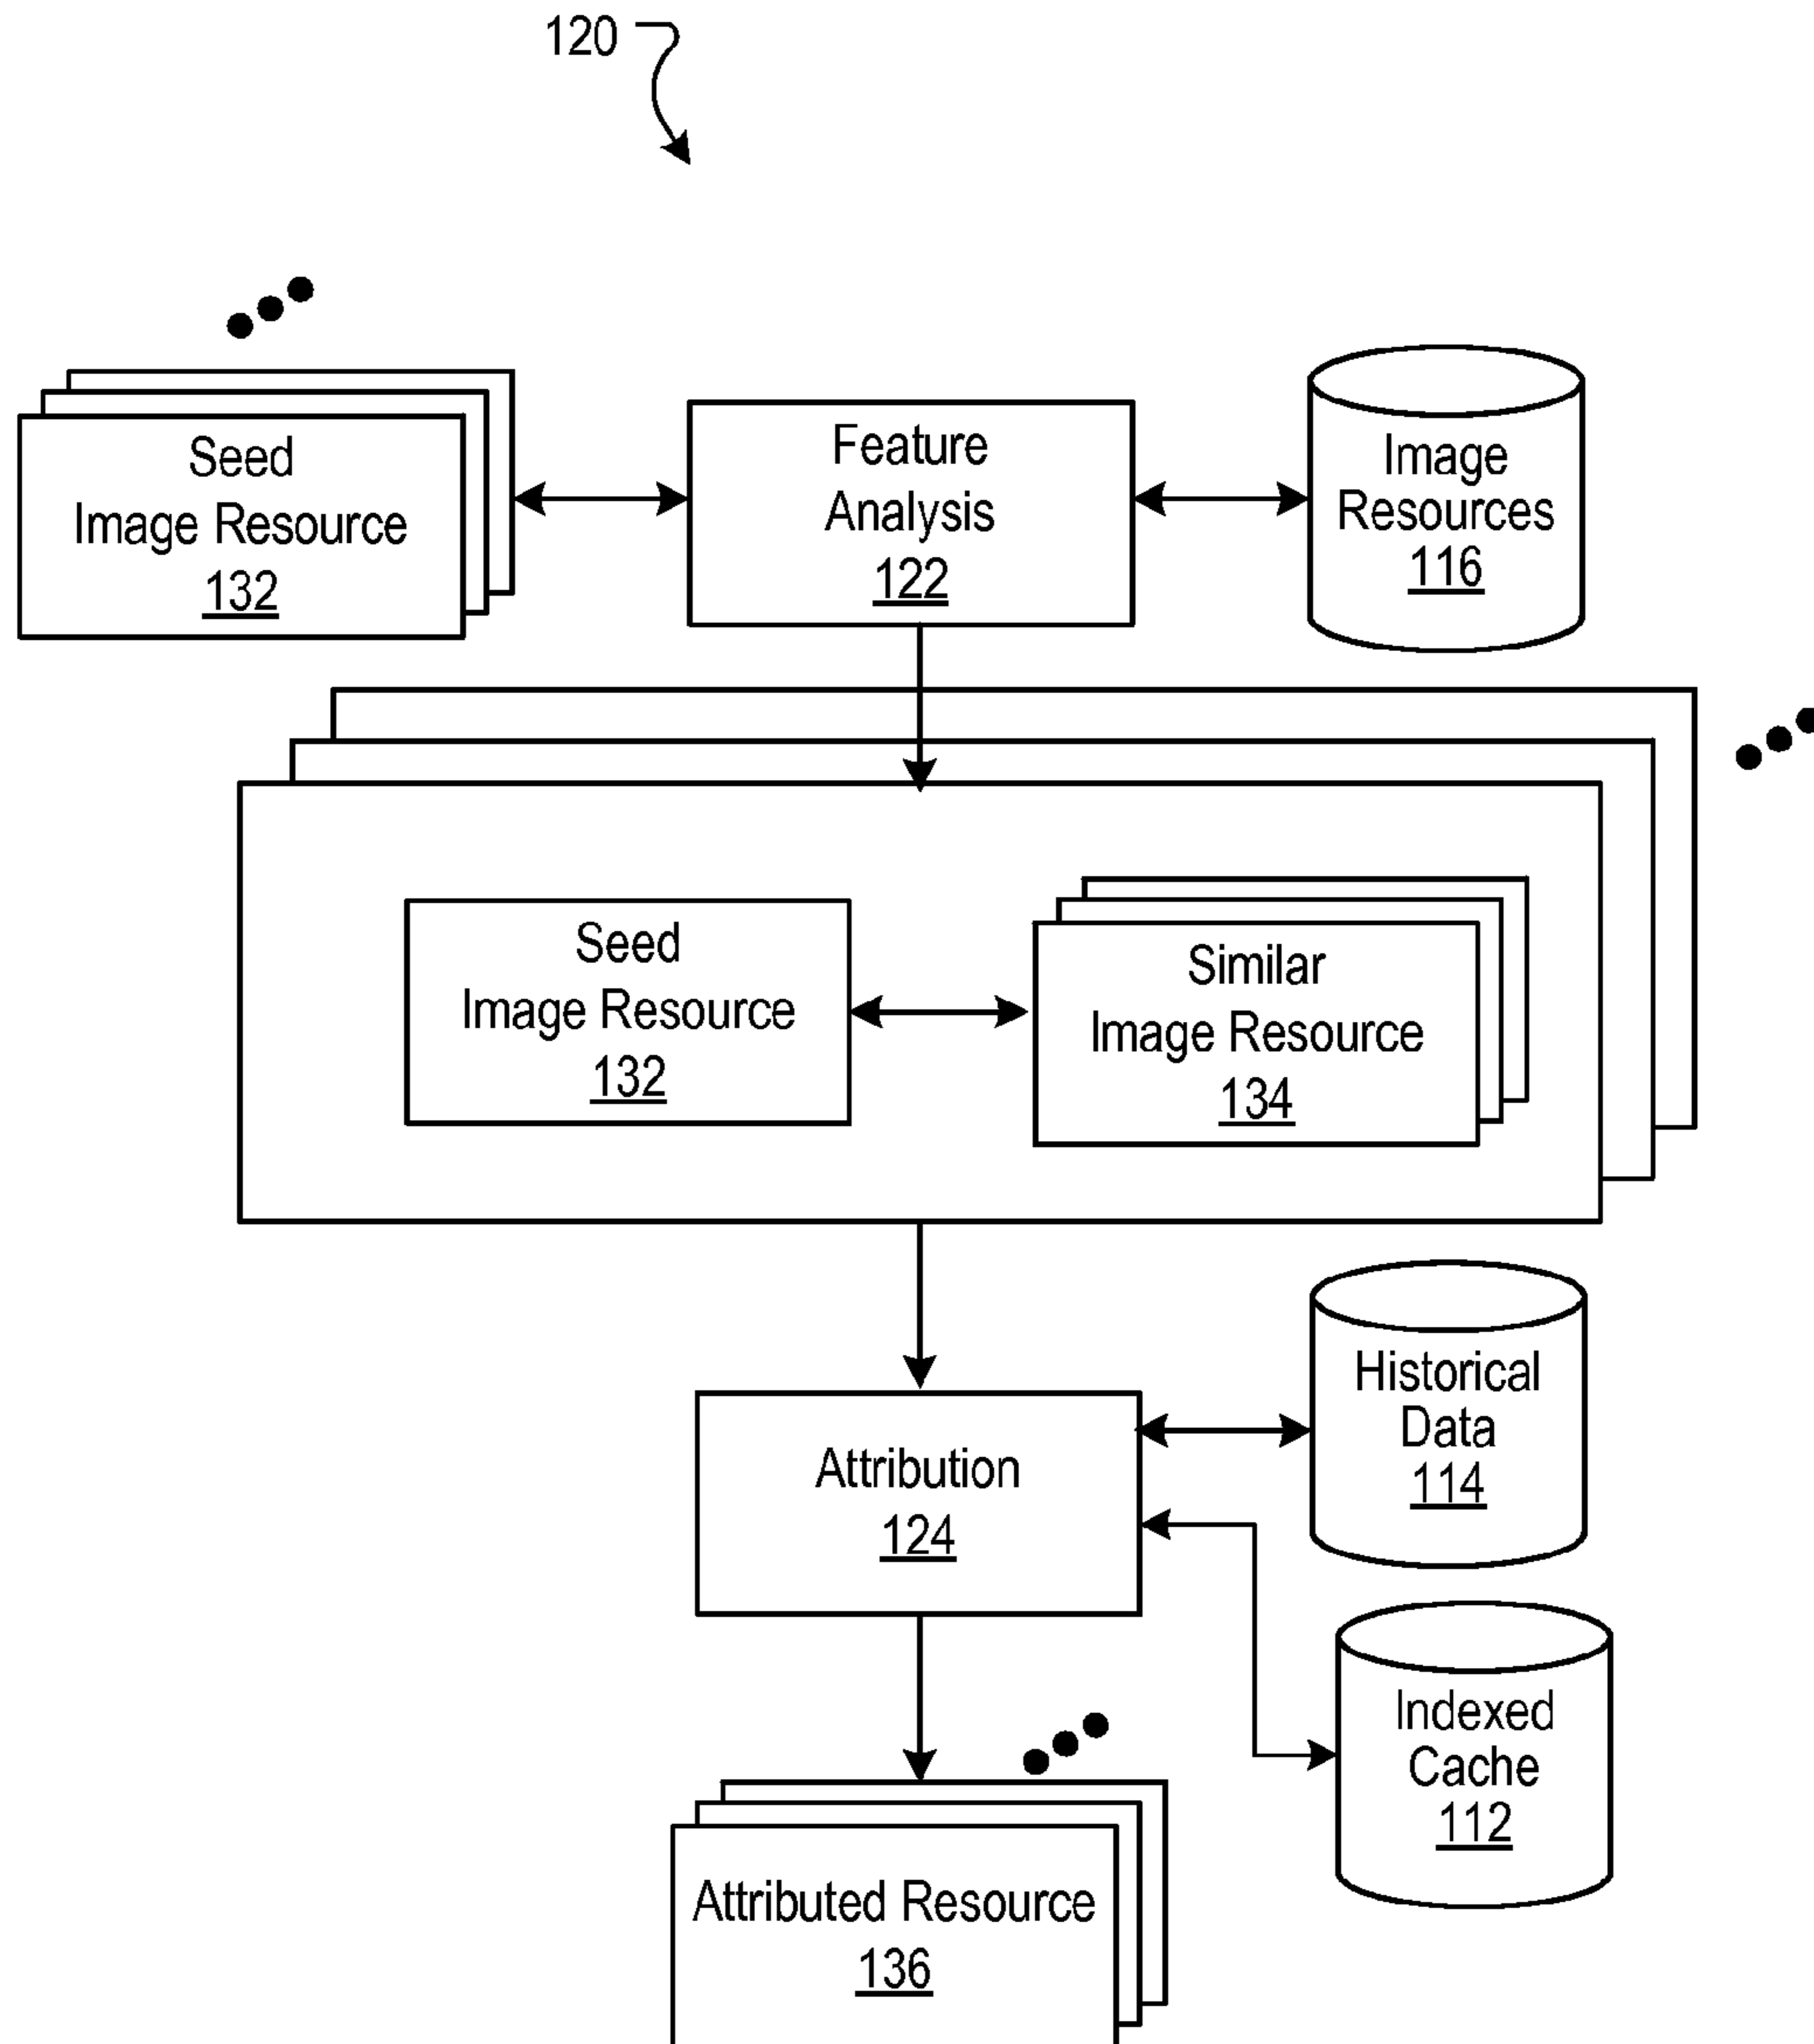 120
Seed
Image Resource
132
Feature
Analysis
122
Image
Resources
116
Seed
Image Resource
132
Similar
Image Resource
134
Historical
Data
114
Attribution
124
Indexed
Cache
112
Attributed Resource
136